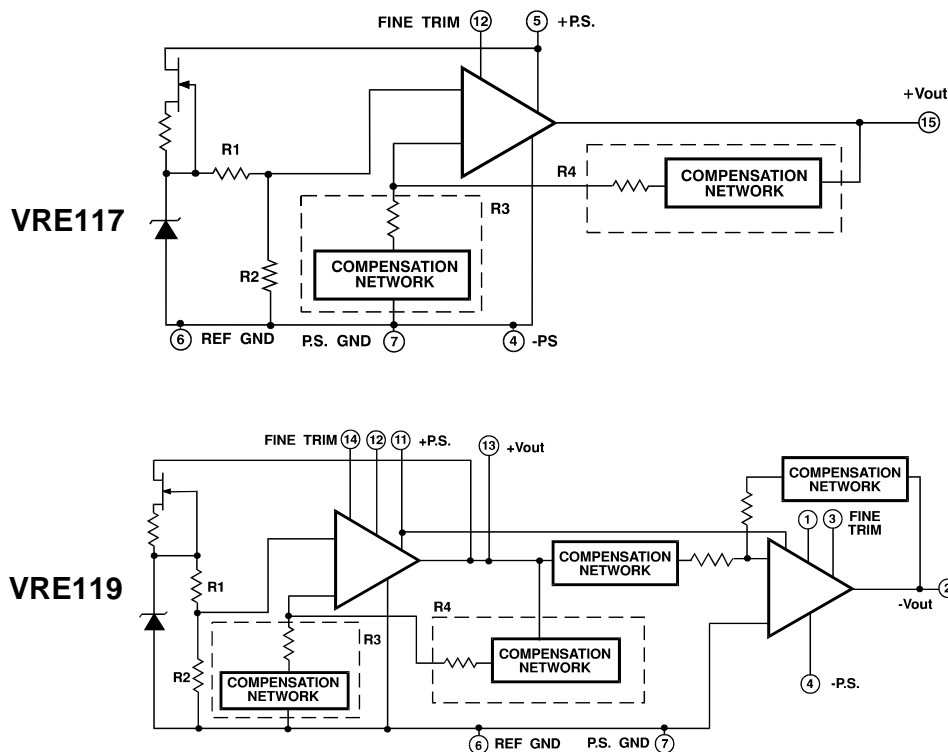 FINE TRIM 12 5 +P.S.
+Vout
15
R1
R4
COMPENSATION
NETWORK
VRE117
R3
R2
COMPENSATION
NETWORK
6 REF GND P.S. GND 7 4 -PS
FINE TRIM 14 12 11 +P.S. 13 +Vout
COMPENSATION
NETWORK
1 3 FINE
TRIM
VRE119
R1
COMPENSATION
NETWORK
2
-Vout
R4
R3
COMPENSATION
NETWORK
R2
COMPENSATION
NETWORK
4 -P.S.
6 REF GND P.S. GND 7